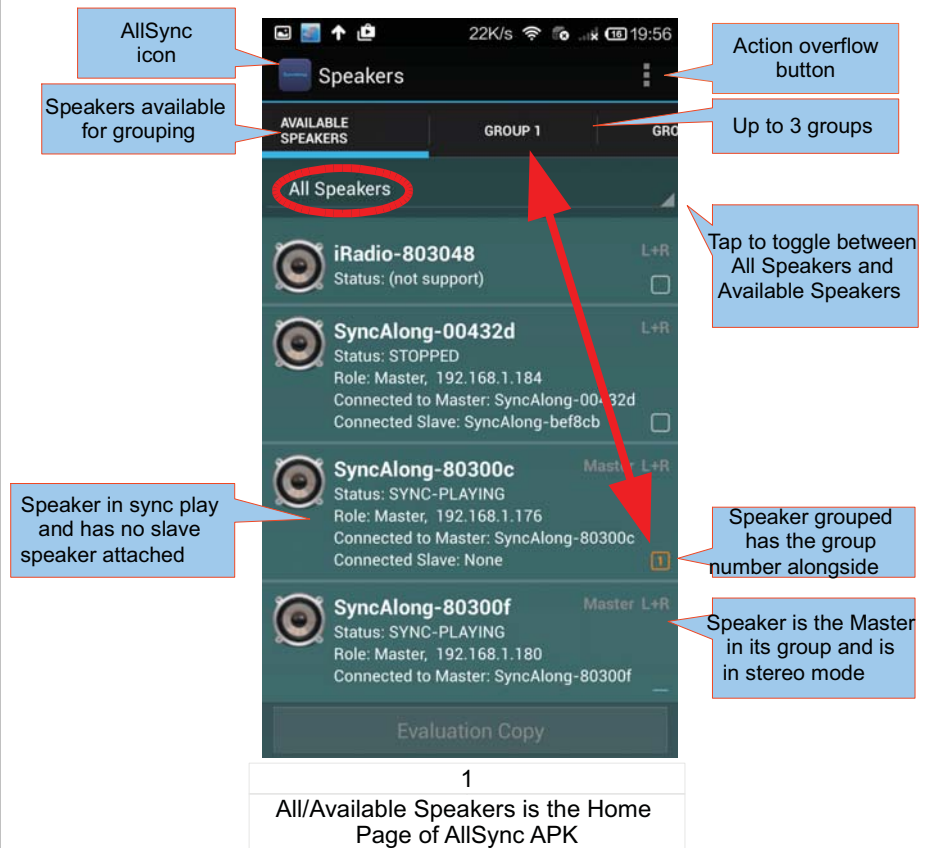 AllSync
icon
22K/s
16
19:56
Speakers
Action overflow
button
Speakers available
for grouping
AVAILABLE
SPEAKERS
GROUP 1
GRO
Up to 3 groups
All Speakers
Tap to toggle between
All Speakers and
Available Speakers
iRadio-803048
L+R
Status: (not support)
SyncAlong-00432d
L+R
Status: STOPPED
Role: Master, 192.168.1.184
Connected to Master: SyncAlong-00432d
Connected Slave: SyncAlong-bef8cb
SyncAlong-80300c
Master L+R
Status: SYNC-PLAYING
Role: Master, 192.168.1.176
Connected to Master: SyncAlong-80300c
Connected Slave: None
1
Speaker in sync play
and has no slave
speaker attached
Speaker grouped
has the group
number alongside
SyncAlong-80300f
Master L+R
Status: SYNC-PLAYING
Role: Master, 192.168.1.180
Connected to Master: SyncAlong-80300f
Speaker is the Master
in its group and is
in stereo mode
Evaluation Copy
1
All/Available Speakers is the Home
Page of AllSync APK